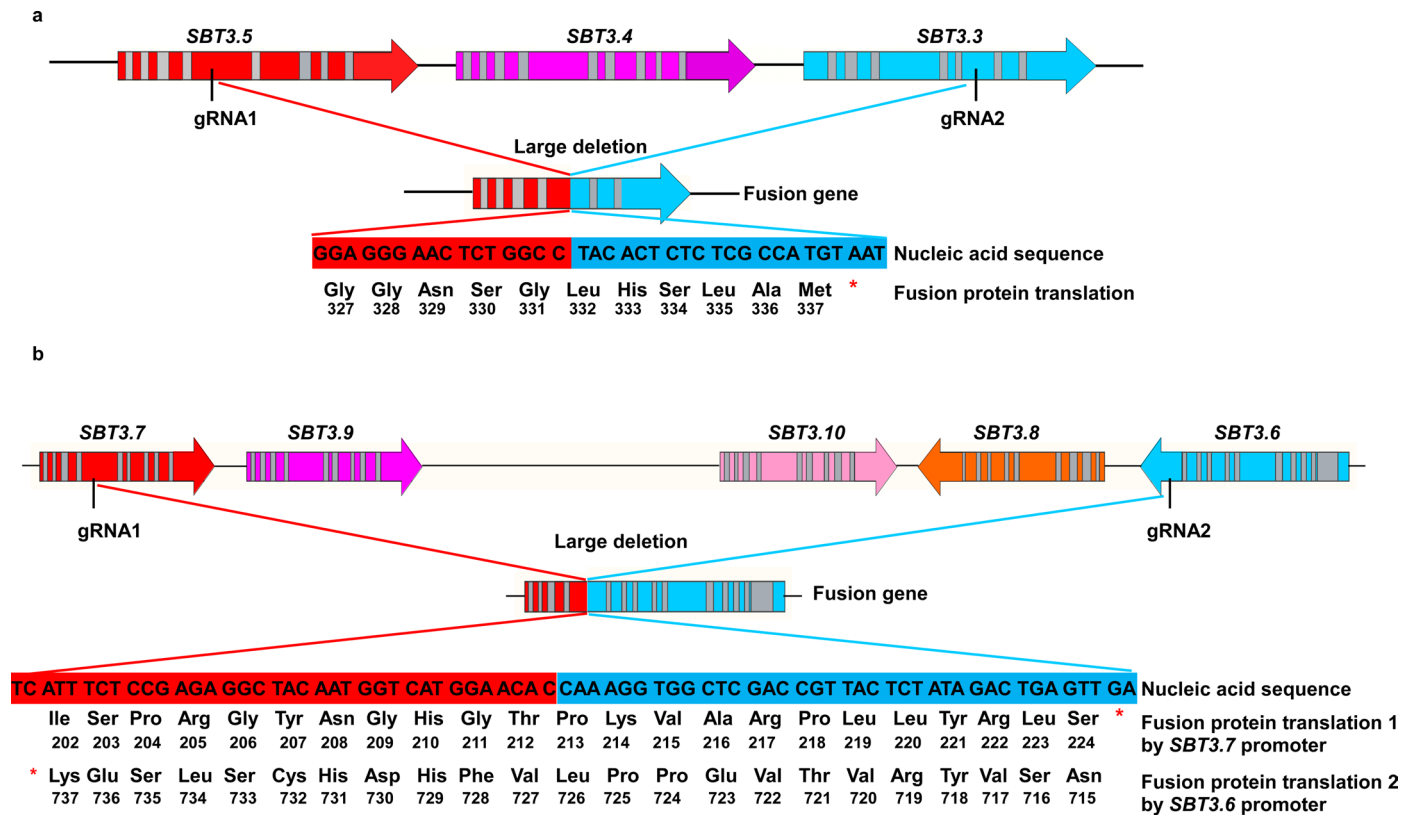 a
SBT3.5 SBT3.4 SBT3.3
gRNA1 gRNA2
Large deletion
Fusion gene
GGA GGG AAC TCT GGC C TAC ACT CTC TCG CCA TGT AAT Nucleic acid sequence
Gly Gly Asn Ser Gly Leu His Ser Leu Ala Met * Fusion protein translation
327 328 329 330 331 332 333 334 335 336 337
b
SBT3.7 SBT3.9 SBT3.10 SBT3.8 SBT3.6
gRNA1 gRNA2
Large deletion
Fusion gene
TC ATTT TCT CCG AGA GGC TAC AAT GGT CAT GGA ACAC CAA AGG TGG CTC GAC CGT TAC TCT ATA GAC TGA GTT GA Nucleic acid sequence
Ile Ser Pro Arg Gly Tyr Asn Gly His Gly Thr Pro Lys Val Ala Arg Pro Leu Leu Tyr Arg Leu Ser * Fusion protein translation 1
202 203 204 205 206 207 208 209 210 211 212 213 214 215 216 217 218 219 220 221 222 223 224 by SBT3.7 promoter
* Lys Glu Ser Leu Ser Cys His Asp His Phe Val Leu Pro Pro Glu Val Thr Val Arg Tyr Val Ser Asn Fusion protein translation 2
737 736 735 734 733 732 731 730 729 728 727 726 725 724 723 722 721 720 719 718 717 716 715 by SBT3.6 promoter